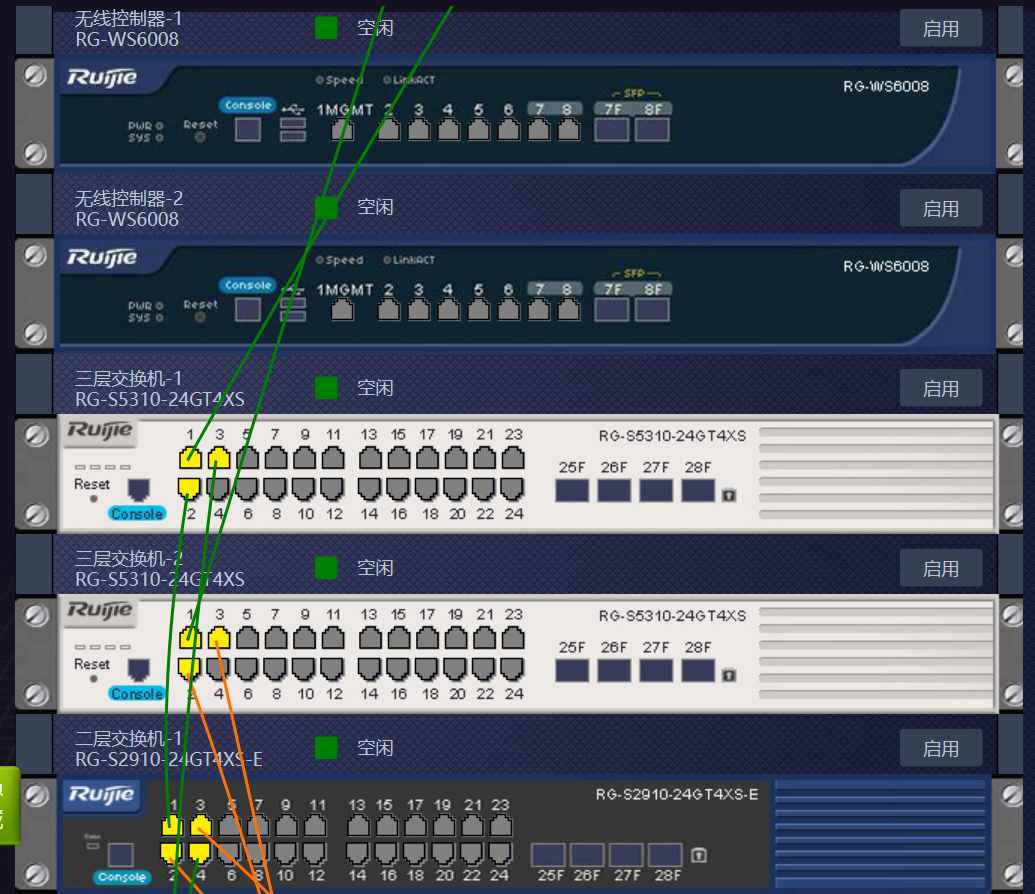 无线控制器-1
RG-WS6008
空闲
启用
Ruijie
Speed LinkACT
RG-WS6008
SFP
Console
1MGMT 2 3 4 5 6 7 8 7F 8F
PWR
SYS
Reset
无线控制器-2
RG-WS6008
空闲
启用
Ruijie
Speed LinkACT
RG-WS6008
SFP
Console
1MGMT 2 3 4 5 6 7 8 7F 8F
PWR
SYS
Reset
三层交换机-1
RG-S5310-24GT4XS
空闲
启用
Ruijie
1 3 5 7 9 11 13 15 17 19 21 23
RG-S5310-24GT4XS
25F 26F 27F 28F
Reset
Console
2 4 6 8 10 12 14 16 18 20 22 24
三层交换机-2
RG-S5310-24GT4XS
空闲
启用
Ruijie
1 3 5 7 9 11 13 15 17 19 21 23
RG-S5310-24GT4XS
25F 26F 27F 28F
Reset
Console
2 4 6 8 10 12 14 16 18 20 22 24
二层交换机-1
RG-S2910-24GT4XS-E
空闲
启用
Ruijie
RG-S2910-24GT4XS-E
1 3 5 7 9 11 13 15 17 19 21 23
Console
2 4 6 8 10 12 14 16 18 20 22 24
25F 26F 27F 28F